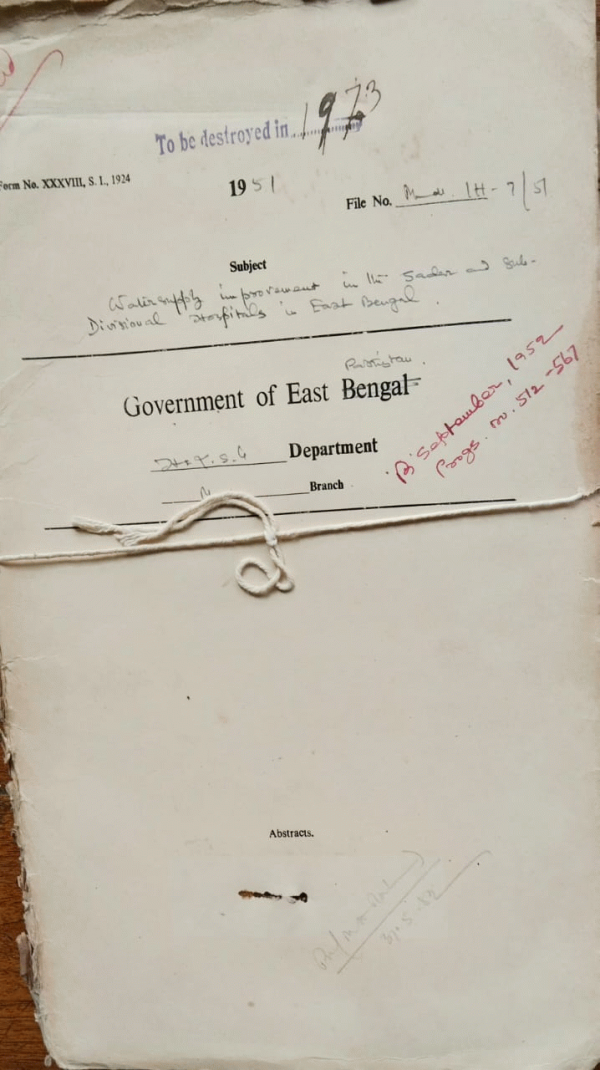 To be destroyed in 1973
Form No. XXXVIII, S. I., 1924
1951
File No. 1H-7/51
Subject
Watersupply improvement in the Sadar and Sub-
Divisional Hospitals in East Bengal.
Pakistan.
Government of East Bengal
Department
Branch
B. September, 1952
Progs. no. 512-567
Abstracts.